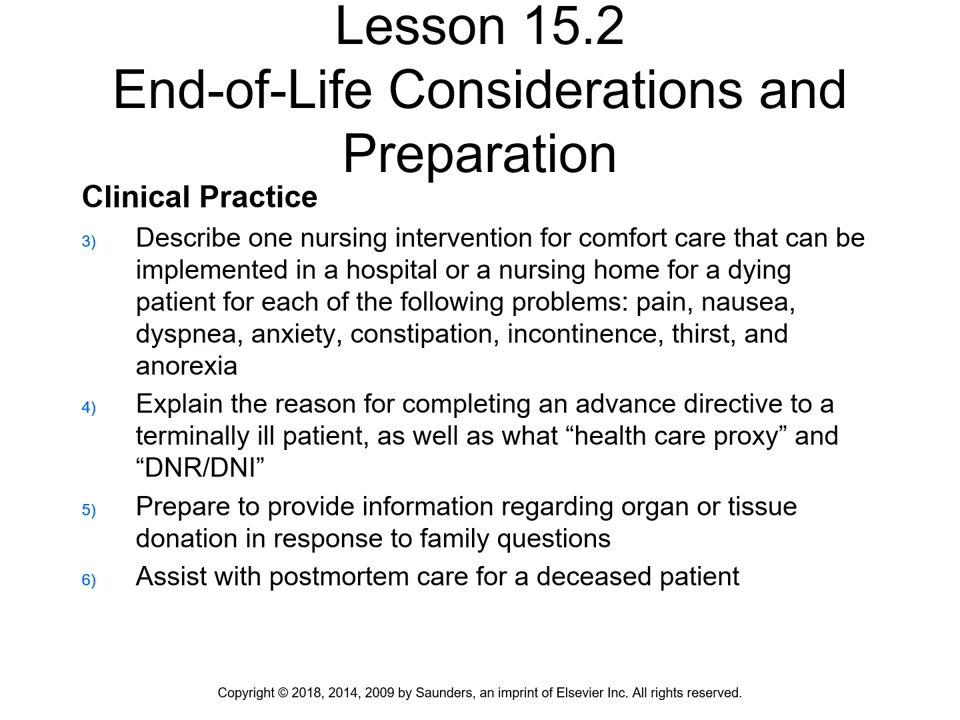 Lesson 15.2
End-of-Life Considerations and
Preparation
Clinical Practice
3) Describe one nursing intervention for comfort care that can be
implemented in a hospital or a nursing home for a dying
patient for each of the following problems: pain, nausea,
dyspnea, anxiety, constipation, incontinence, thirst, and
anorexia
4) Explain the reason for completing an advance directive to a
terminally ill patient, as well as what “health care proxy” and
“DNR/DNI”
5) Prepare to provide information regarding organ or tissue
donation in response to family questions
6) Assist with postmortem care for a deceased patient
Copyright © 2018, 2014, 2009 by Saunders, an imprint of Elsevier Inc. All rights reserved.